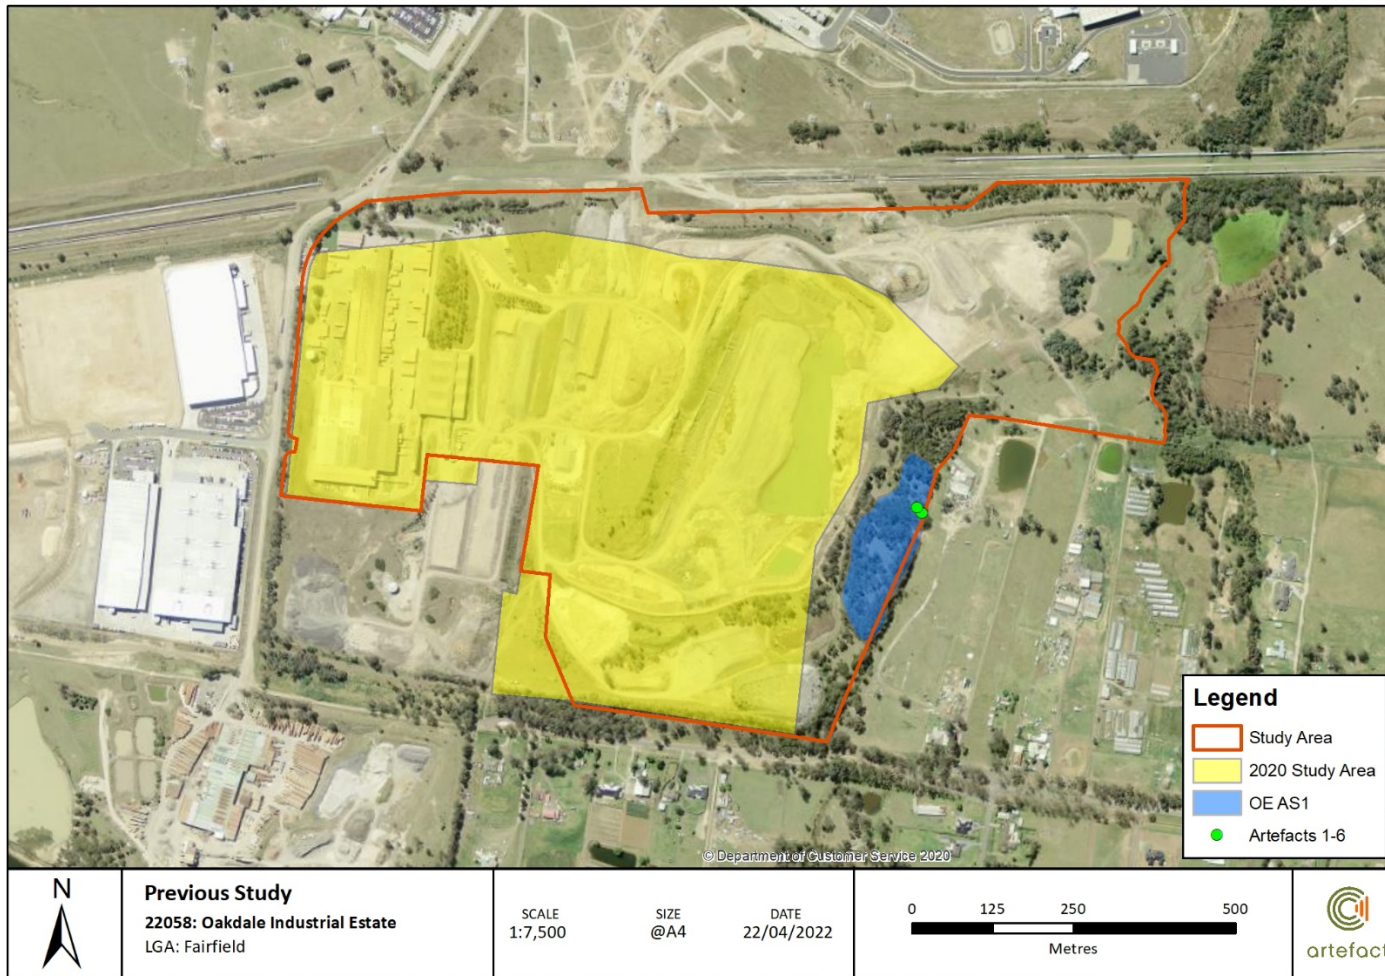 Legend
Study Area
2020 Study Area
OE AS1
Artefacts 1-6
© Department of Customer Service 2020
N
Previous Study
22058: Oakdale Industrial Estate
LGA: Fairfield
SCALE
1:7,500
SIZE
@A4
DATE
22/04/2022
0 125 250 500
Metres
artefact